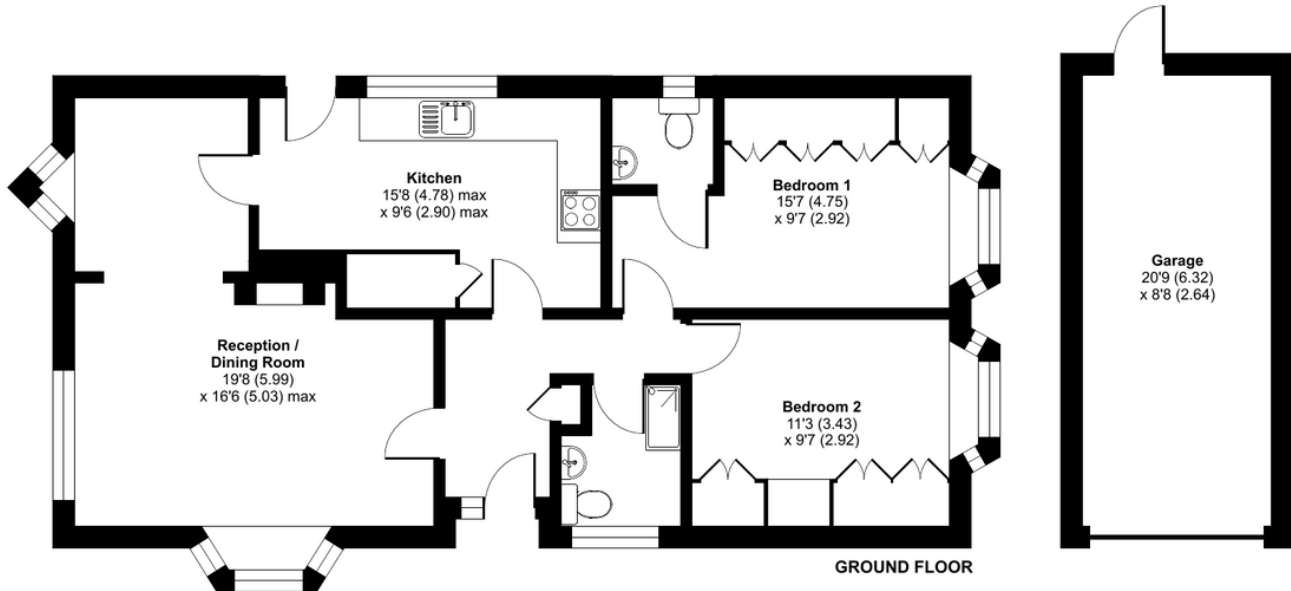 Kitchen
15'8 (4.78) max
x 9'6 (2.90) max
Bedroom 1
15'7 (4.75)
x 9'7 (2.92)
Garage
20'9 (6.32)
x 8'8 (2.64)
Reception /
Dining Room
19'8 (5.99)
x 16'6 (5.03) max
Bedroom 2
11'3 (3.43)
x 9'7 (2.92)
GROUND FLOOR